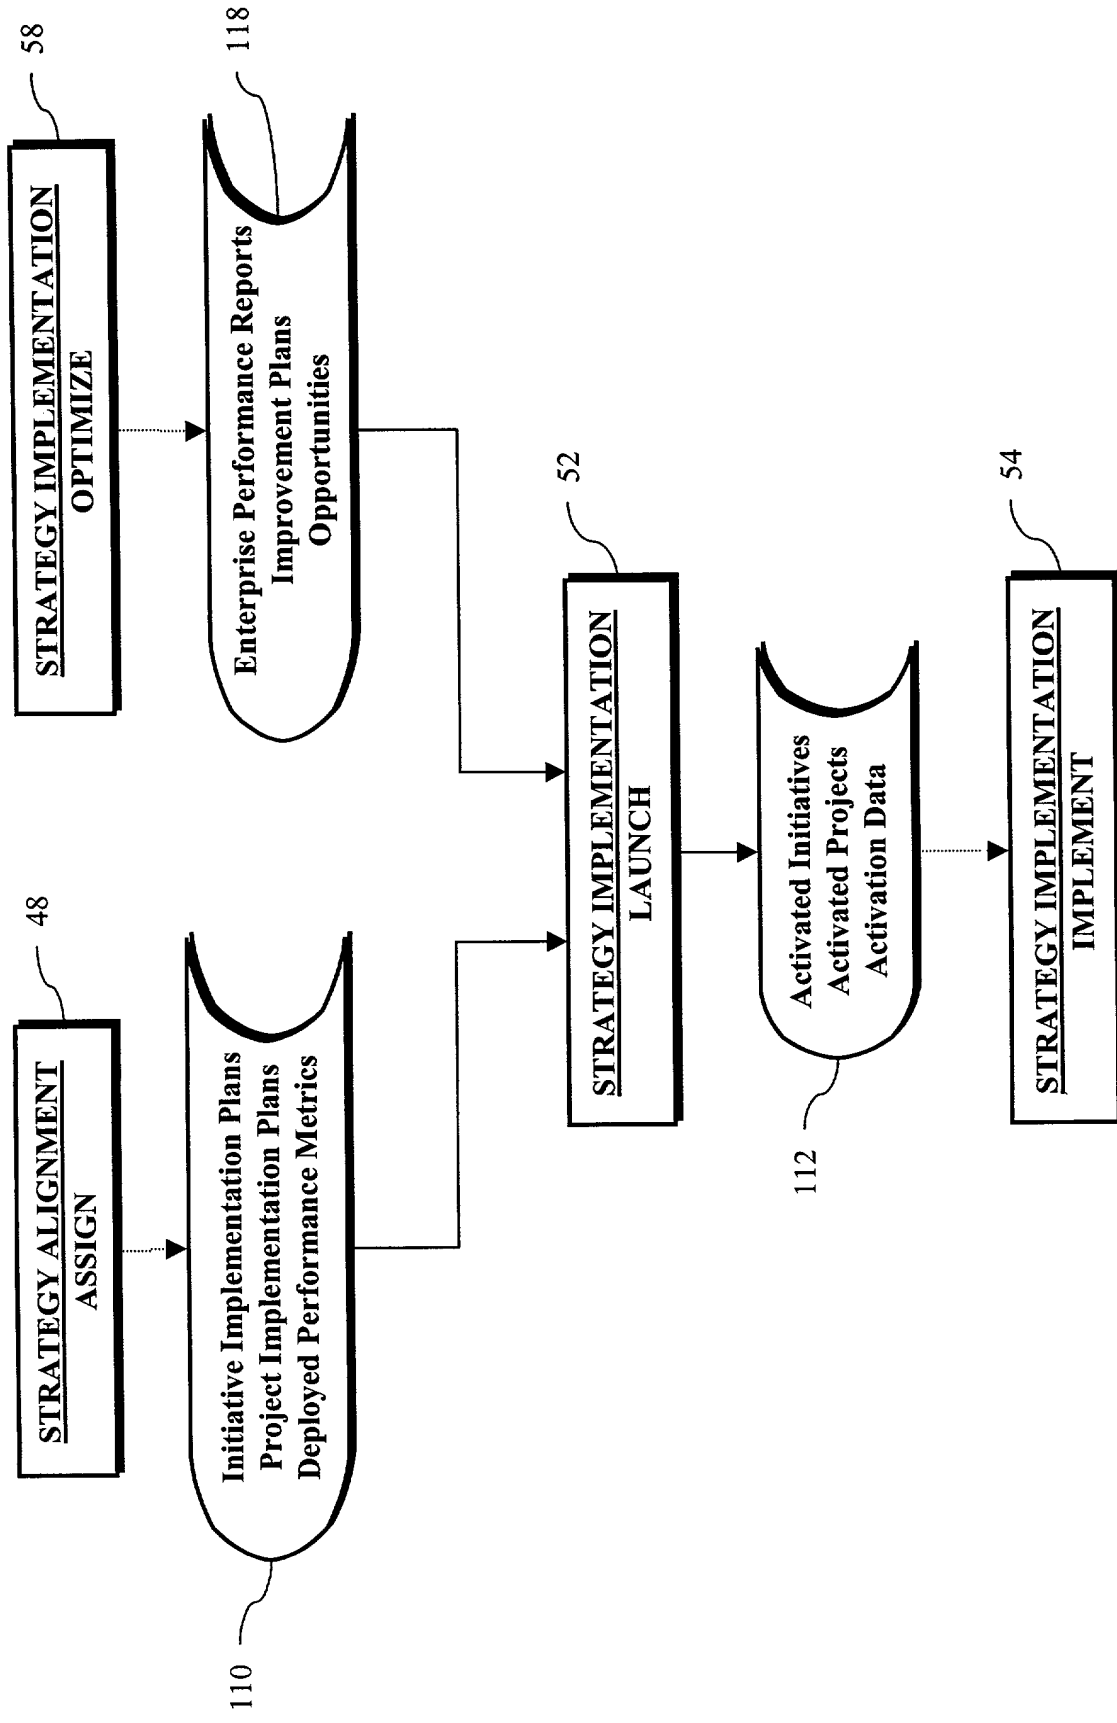 STRATEGY ALIGNMENT
ASSIGN
48
Initiative Implementation Plans
Project Implementation Plans
Deployed Performance Metrics
110
STRATEGY IMPLEMENTATION
OPTIMIZE
58
Enterprise Performance Reports
Improvement Plans
Opportunities
118
STRATEGY IMPLEMENTATION
LAUNCH
52
Activated Initiatives
Activated Projects
Activation Data
112
STRATEGY IMPLEMENTATION
IMPLEMENT
54